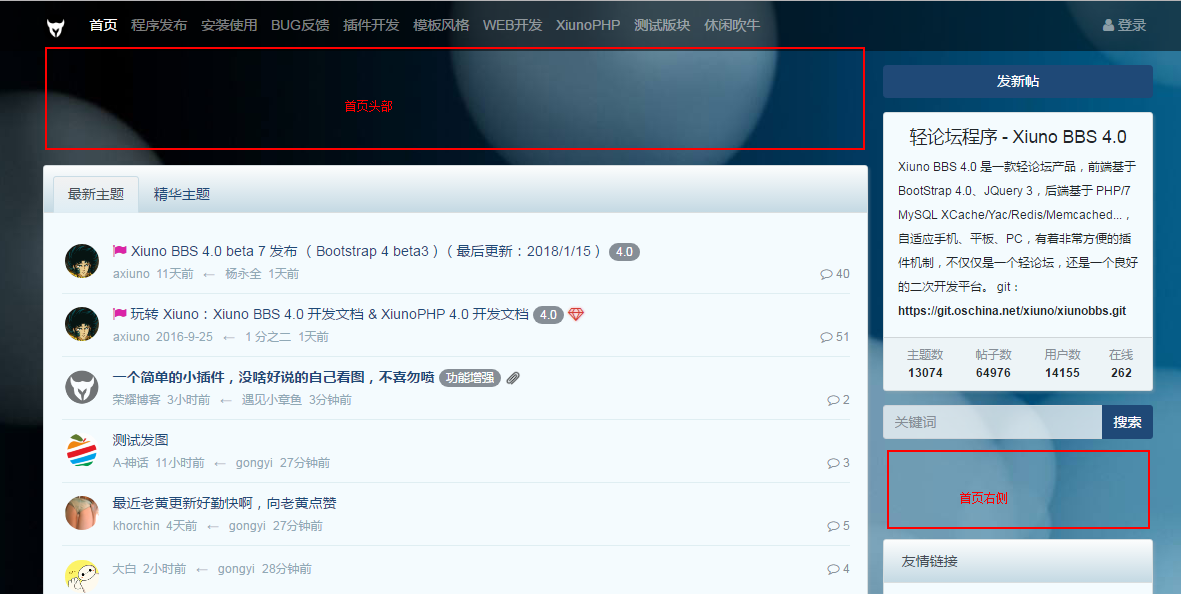 首页 程序发布 安装使用 BUG反馈 插件开发 模板风格 WEB开发 XiunoPHP 测试版块 休闲吹牛 登录
首页头部
最新主题 精华主题
Xiuno BBS 4.0 beta 7 发布 （ Bootstrap 4 beta3 ）（ 最后更新：2018/1/15 ） 4.0
axiuno 11天前 ← 杨永全 1天前 40
玩转 Xiuno：Xiuno BBS 4.0 开发文档 & XiunoPHP 4.0 开发文档 4.0
axiuno 2016-9-25 ← 1 分之二 1天前 51
一个简单的小插件，没啥好说的自己看图，不喜勿喷 功能增强
荣耀博客 3小时前 ← 遇见小章鱼 3分钟前 2
测试发图
A-神话 11小时前 ← gongyi 27分钟前 3
最近老黄更新好勤快啊，向老黄点赞
khorchin 4天前 ← gongyi 27分钟前 5
大白 2小时前 ← gongyi 28分钟前 4
发新帖
轻论坛程序 - Xiuno BBS 4.0
Xiuno BBS 4.0 是一款轻论坛产品，前端基于
BootStrap 4.0、JQuery 3，后端基于 PHP/7
MySQL XCache/Yac/Redis/Memcached...，
自适应手机、平板、PC，有着非常方便的插
件机制，不仅仅是一个轻论坛，还是一个良好
的二次开发平台。 git：
https://git.oschina.net/xiuno/xiunobbs.git
主题数 帖子数 用户数 在线
13074 64976 14155 262
关键词 搜索
首页右侧
友情链接